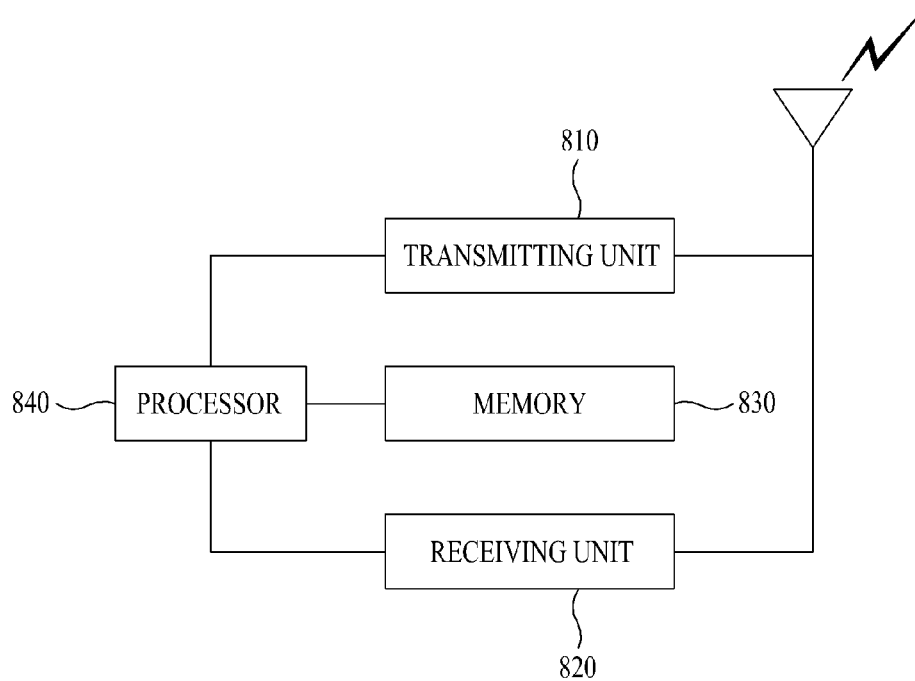 810
TRANSMITTING UNIT
840
PROCESSOR
MEMORY
830
RECEIVING UNIT
820